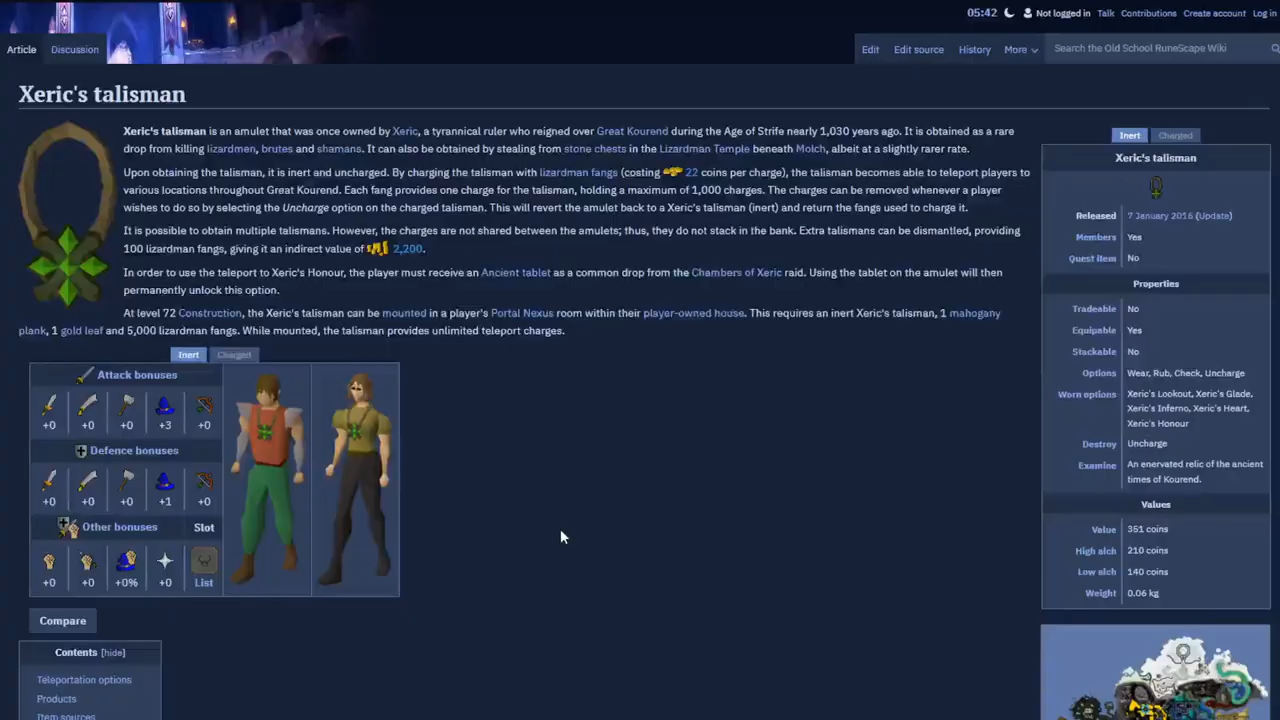 05:42 Not logged in Talk Contributions Create account Log in
Article Discussion Edit Edit source History More Search the Old School RuneScape Wiki
Xeric's talisman
Xeric's talisman is an amulet that was once owned by Xeric, a tyrannical ruler who reigned over Great Kourend during the Age of Strife nearly 1,030 years ago. It is obtained as a rare
drop from killing lizardmen, brutes and shamans. It can also be obtained by stealing from stone chests in the Lizardman Temple beneath Molch, albeit at a slightly rarer rate.
Upon obtaining the talisman, it is inert and uncharged. By charging the talisman with lizardman fangs (costing 22 coins per charge), the talisman becomes able to teleport players to
various locations throughout Great Kourend. Each fang provides one charge for the talisman, holding a maximum of 1,000 charges. The charges can be removed whenever a player
wishes to do so by selecting the Uncharge option on the charged talisman. This will revert the amulet back to a Xeric's talisman (inert) and return the fangs used to charge it.
It is possible to obtain multiple talismans. However, the charges are not shared between the amulets; thus, they do not stack in the bank. Extra talismans can be dismantled, providing
100 lizardman fangs, giving it an indirect value of 2,200.
In order to use the teleport to Xeric's Honour, the player must receive an Ancient tablet as a common drop from the Chambers of Xeric raid. Using the tablet on the amulet will then
permanently unlock this option.
At level 72 Construction, the Xeric's talisman can be mounted in a player's Portal Nexus room within their player-owned house. This requires an inert Xeric's talisman, 1 mahogany
plank, 1 gold leaf and 5,000 lizardman fangs. While mounted, the talisman provides unlimited teleport charges.
Inert Charged
Attack bonuses
+0 +0 +0 +3 +0
Defence bonuses
+0 +0 +0 +1 +0
Other bonuses Slot
+0 +0 +0% +0 List
Compare
Contents [hide]
Teleportation options
Products
Item sources
Inert Charged
Xeric's talisman
Released 7 January 2016 (Update)
Members Yes
Quest item No
Properties
Tradeable No
Equipable Yes
Stackable No
Options Wear, Rub, Check, Uncharge
Worn options Xeric's Lookout, Xeric's Glade,
Xeric's Inferno, Xeric's Heart,
Xeric's Honour
Destroy Uncharge
Examine An enervated relic of the ancient
times of Kourend.
Values
Value 351 coins
High alch 210 coins
Low alch 140 coins
Weight 0.06 kg